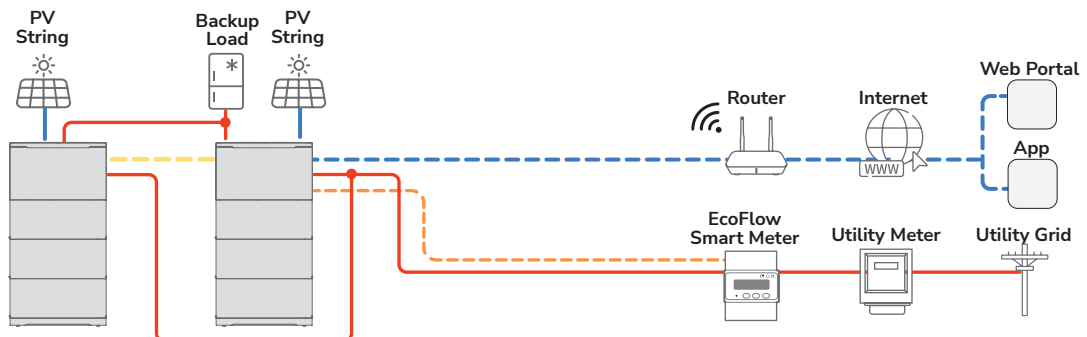 PV
String
Backup
Load
PV
String
Router
Internet
Web Portal
App
WWW
EcoFlow
Smart Meter
Utility Meter
Utility Grid